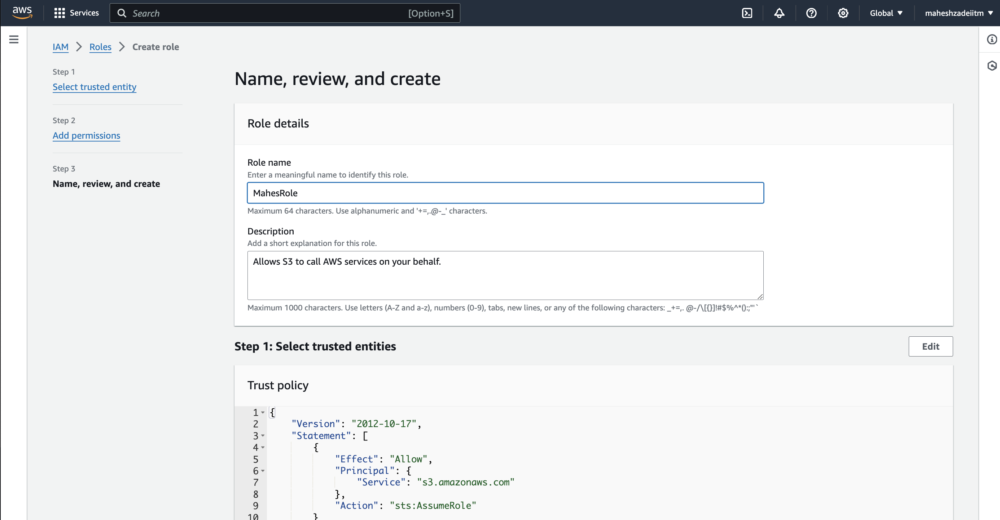 aws
Services
Search [Option+S]
Global
maheshzadeiitm
IAM
Roles
Create role
Step 1
Select trusted entity
Step 2
Add permissions
Step 3
Name, review, and create
Name, review, and create
Role details
Role name
Enter a meaningful name to identify this role.
MahesRole
Maximum 64 characters. Use alphanumeric and '+=,.@-_' characters.
Description
Add a short explanation for this role.
Allows S3 to call AWS services on your behalf.
Maximum 1000 characters. Use letters (A-Z and a-z), numbers (0-9), tabs, new lines, or any of the following characters: _+=,. @-/\[{}]!#$%^*();:"'`
Step 1: Select trusted entities
Edit
Trust policy
1 {
2 "Version": "2012-10-17",
3 "Statement": [
4 {
5 "Effect": "Allow",
6 "Principal": {
7 "Service": "s3.amazonaws.com"
8 },
9 "Action": "sts:AssumeRole"
10 }